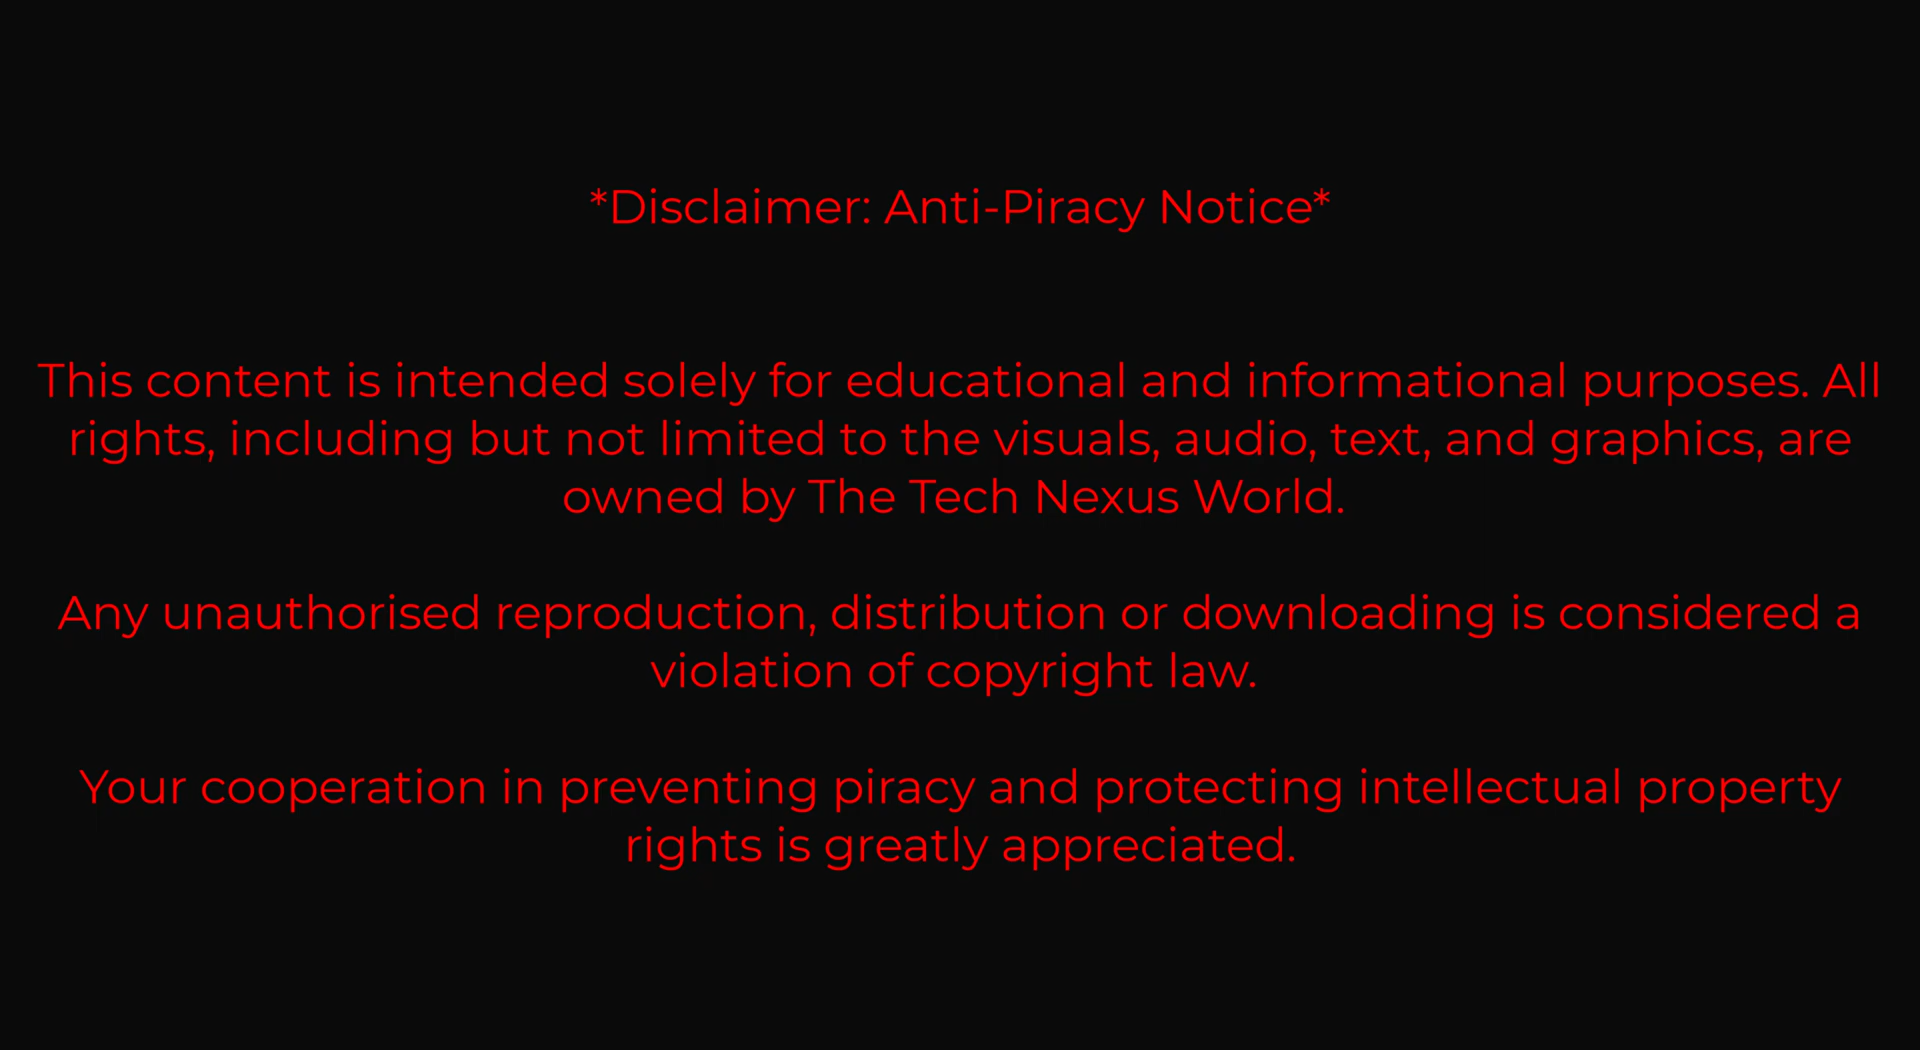 *Disclaimer: Anti-Piracy Notice*
This content is intended solely for educational and informational purposes. All
rights, including but not limited to the visuals, audio, text, and graphics, are
owned by The Tech Nexus World.
Any unauthorised reproduction, distribution or downloading is considered a
violation of copyright law.
Your cooperation in preventing piracy and protecting intellectual property
rights is greatly appreciated.